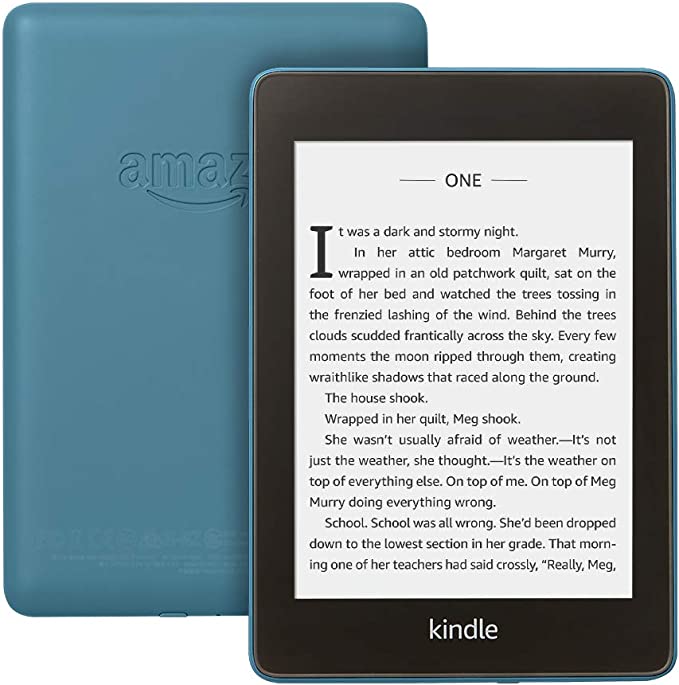 amaz
— ONE —
It was a dark and stormy night.
In her attic bedroom Margaret Murry,
wrapped in an old patchwork quilt, sat on the
foot of her bed and watched the trees tossing in
the frenzied lashing of the wind. Behind the trees
clouds scudded frantically across the sky. Every few
moments the moon ripped through them, creating
wraithlike shadows that raced along the ground.
The house shook.
Wrapped in her quilt, Meg shook.
She wasn't usually afraid of weather.—It's not
just the weather, she thought.—It's the weather on
top of everything else. On top of me. On top of Meg
Murry doing everything wrong.
School. School was all wrong. She'd been dropped
down to the lowest section in her grade. That morn-
ing one of her teachers had said crossly, “Really, Meg,
kindle